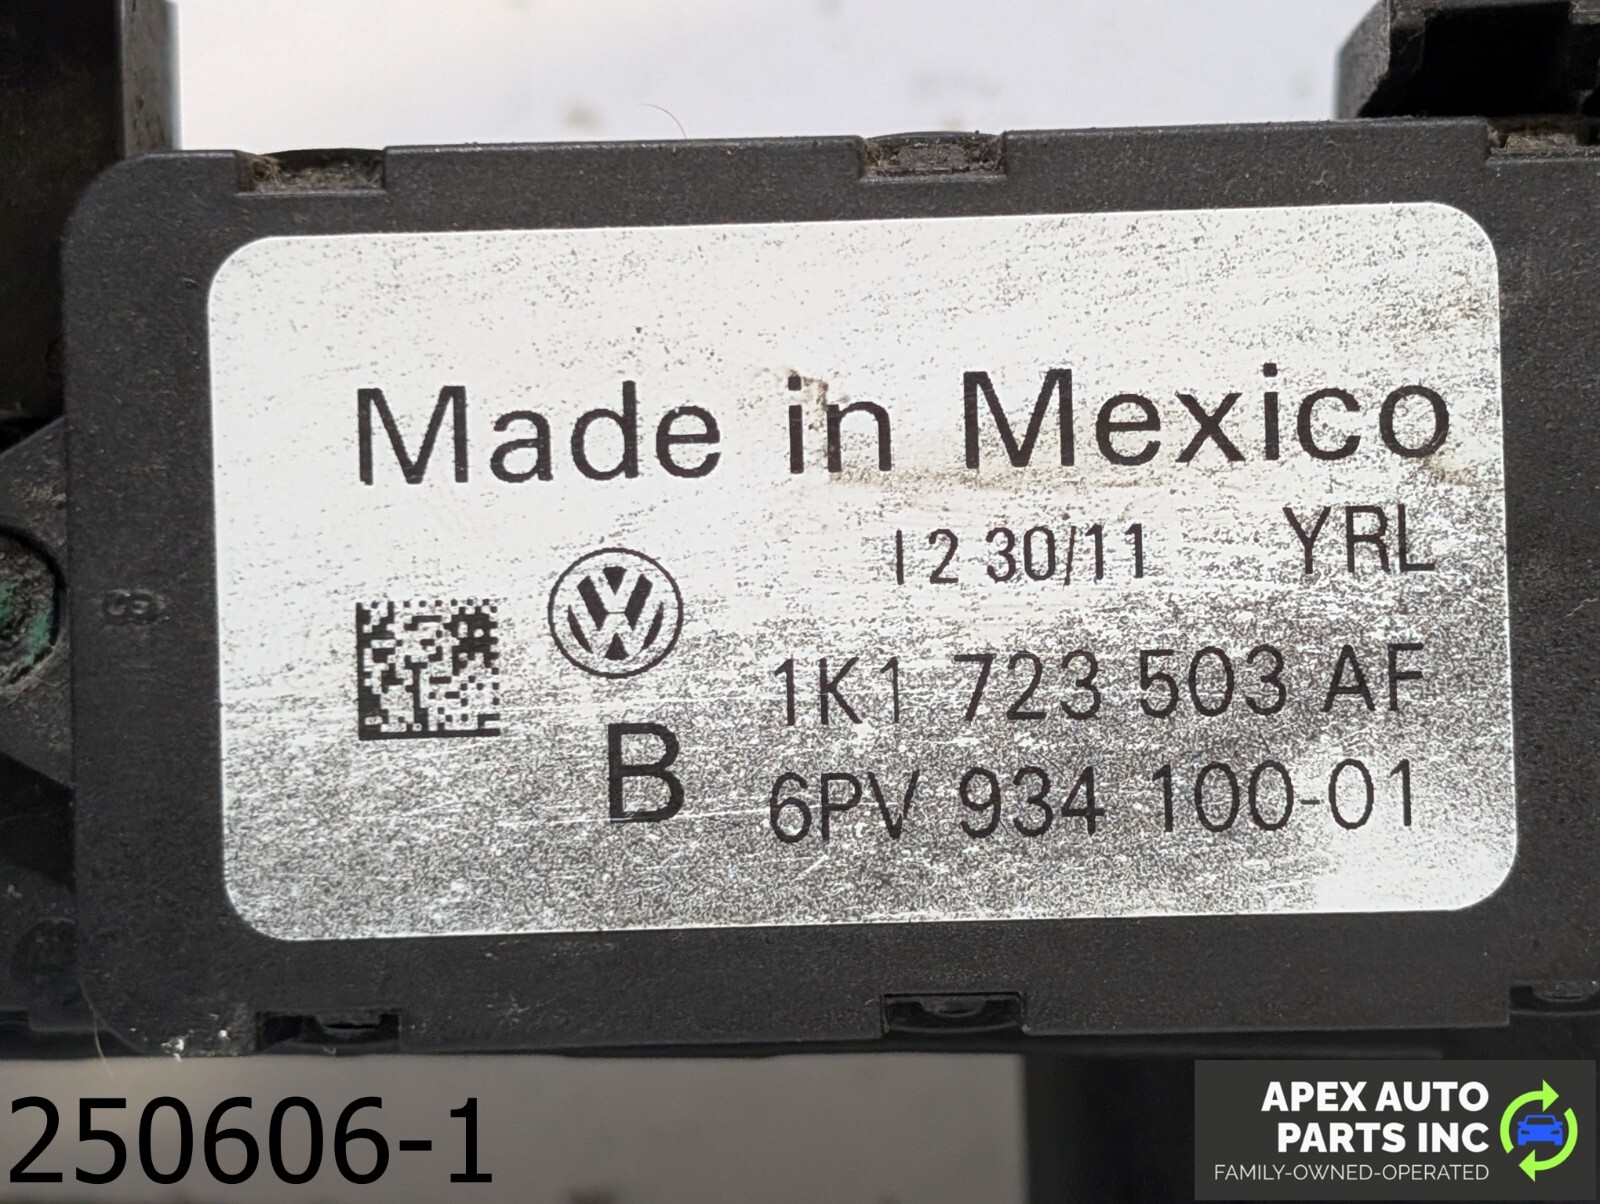 Made in Mexico
I 2 30/11 YRL
1K1 723 503 AF
B 6PV 934 100-01
250606-1
APEX AUTO
PARTS INC
FAMILY-OWNED-OPERATED